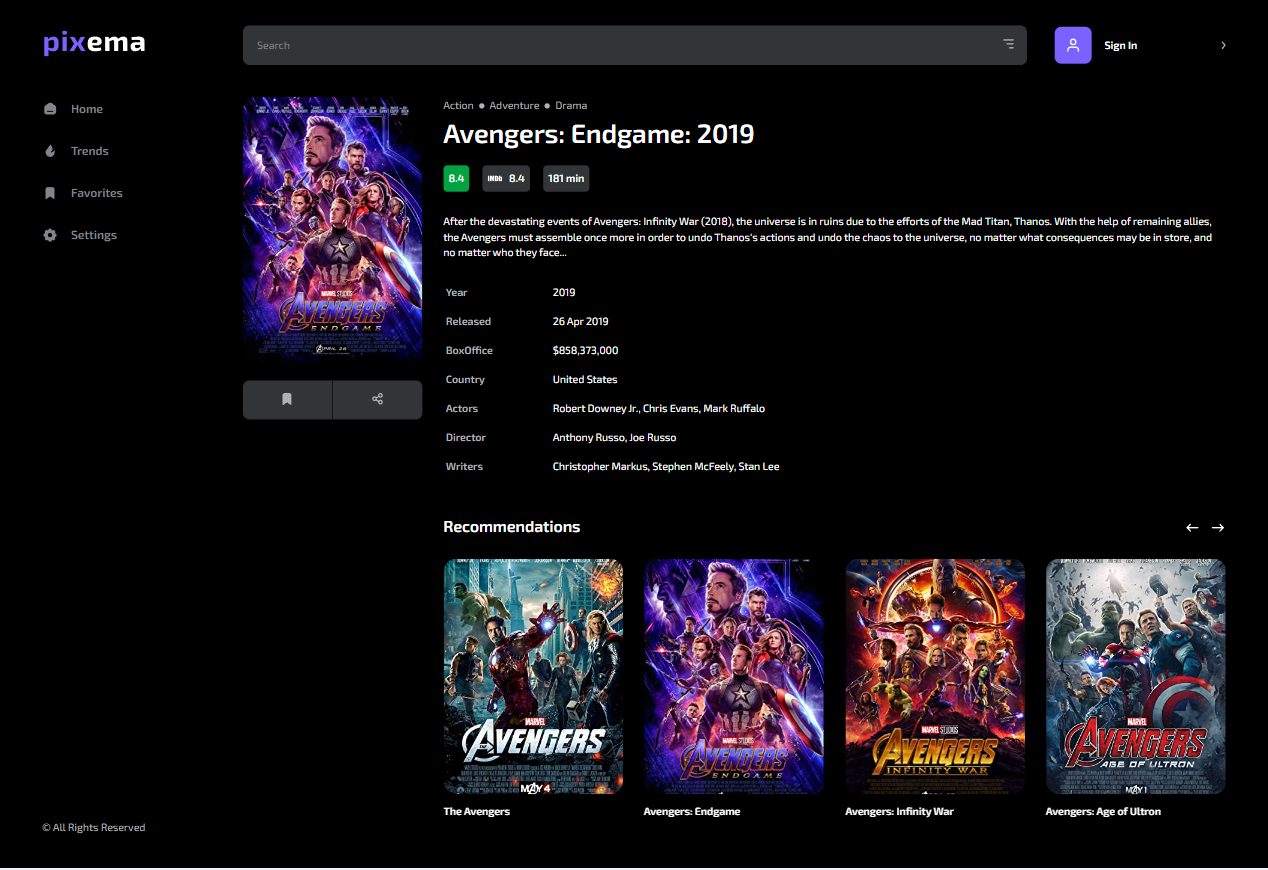 pixema
Search
Sign In
Home
Trends
Favorites
Settings
Action ● Adventure ● Drama
Avengers: Endgame: 2019
8.4
IMDb 8.4
181 min
After the devastating events of Avengers: Infinity War (2018), the universe is in ruins due to the efforts of the Mad Titan, Thanos. With the help of remaining allies,
the Avengers must assemble once more in order to undo Thanos's actions and undo the chaos to the universe, no matter what consequences may be in store, and
no matter who they face...
MARVEL STUDIOS
AVENGERS
ENDGAME
APRIL 26
Year 2019
Released 26 Apr 2019
BoxOffice $858,373,000
Country United States
Actors Robert Downey Jr., Chris Evans, Mark Ruffalo
Director Anthony Russo, Joe Russo
Writers Christopher Markus, Stephen McFeely, Stan Lee
Recommendations
MARVEL
AVENGERS
MAY 4
The Avengers
MARVEL STUDIOS
AVENGERS
ENDGAME
Avengers: Endgame
MARVEL STUDIOS
AVENGERS
INFINITY WAR
Avengers: Infinity War
MARVEL
AVENGERS
AGE OF ULTRON
MAY 1
Avengers: Age of Ultron
© All Rights Reserved